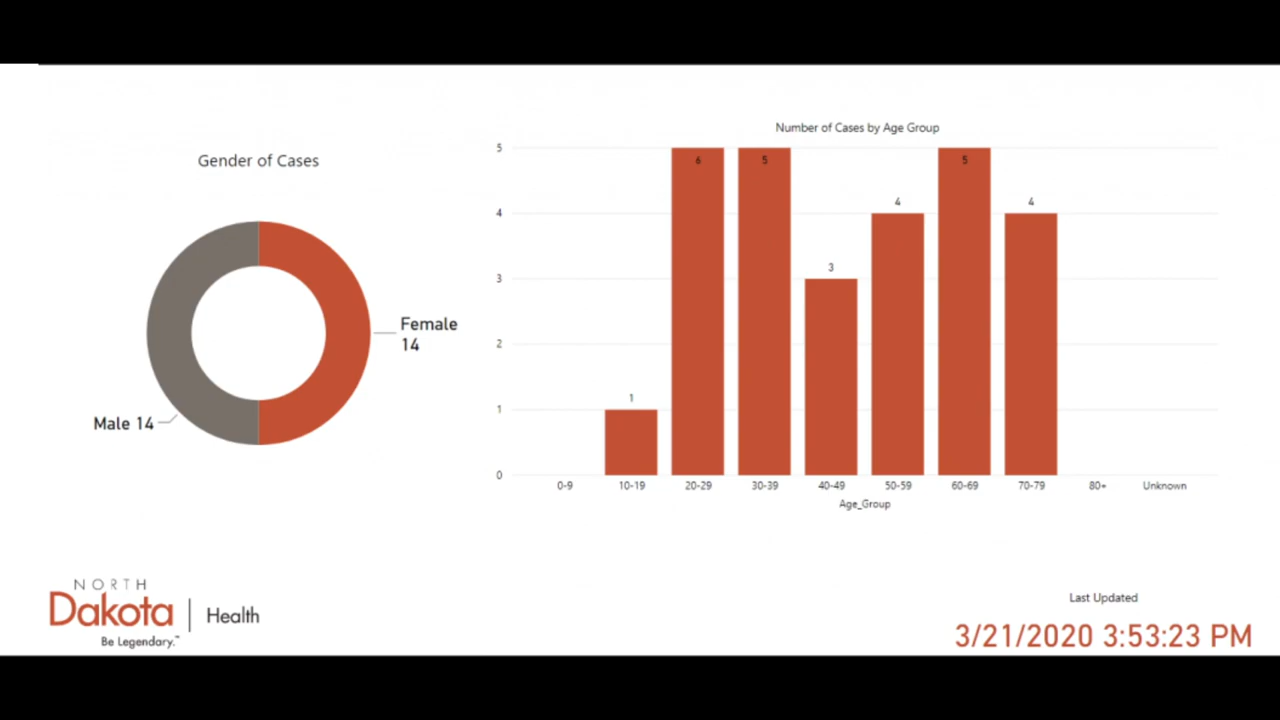 Gender of Cases
Female
14
Male 14
Number of Cases by Age Group
5
4
3
2
1
0
1
6
5
3
4
5
4
0-9 10-19 20-29 30-39 40-49 50-59 60-69 70-79 80+ Unknown
Age_Group
NORTH
Dakota | Health
Be Legendary.™
Last Updated
3/21/2020 3:53:23 PM